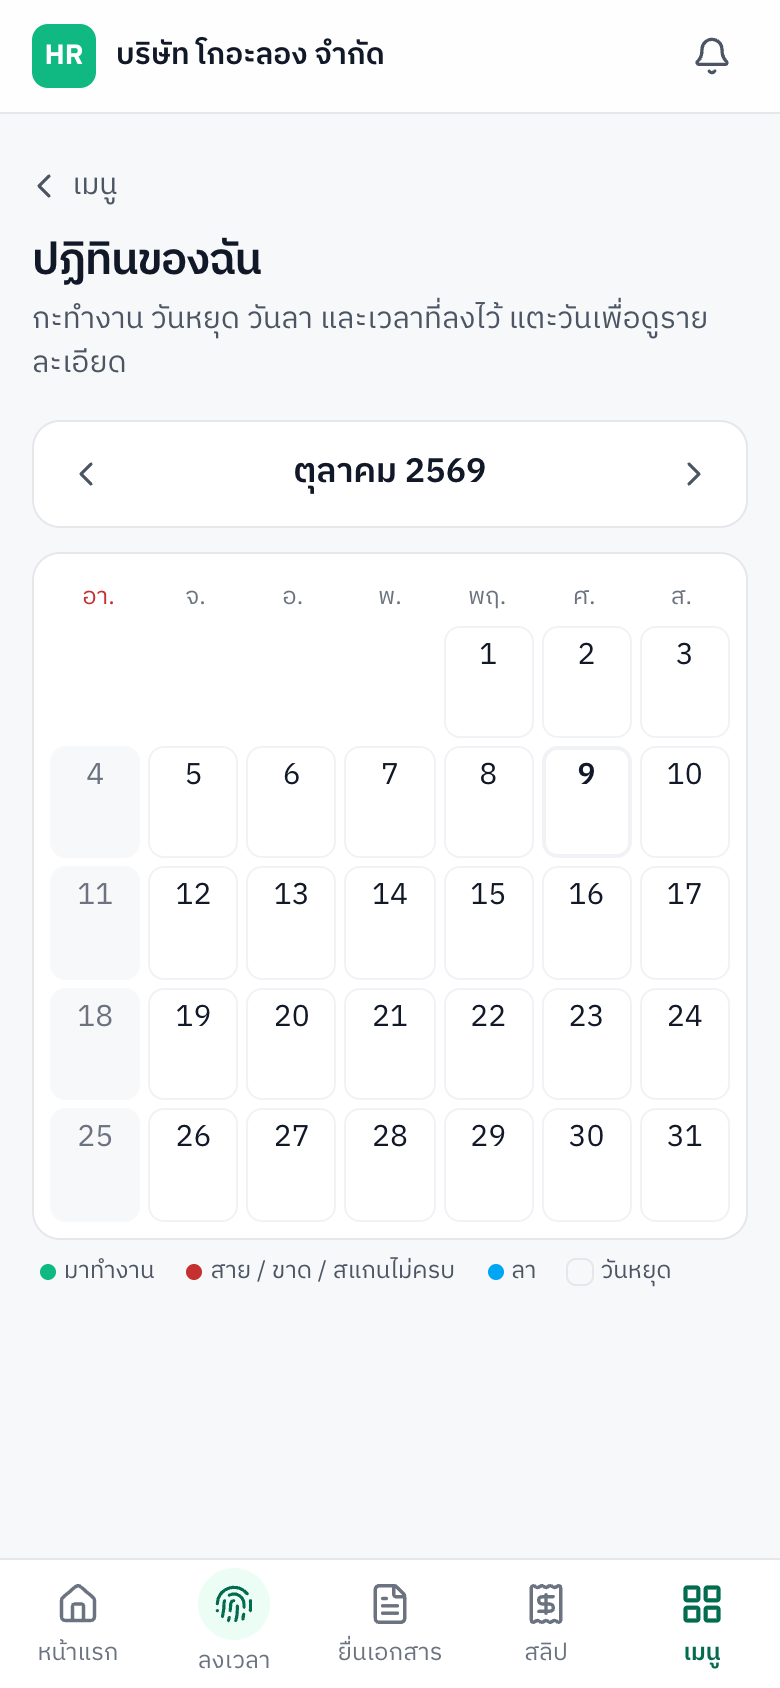 HR บริษัท โกอะลอง จำกัด
เมนู
ปฏิทินของฉัน
กะทำงาน วันหยุด วันลา และเวลาที่ลงไว้ แตะวันเพื่อดูราย
ละเอียด
ตุลาคม 2569
อา. จ. อ. พ. พฤ. ศ. ส.
1 2 3
4 5 6 7 8 9 10
11 12 13 14 15 16 17
18 19 20 21 22 23 24
25 26 27 28 29 30 31
มาทำงาน สาย / ขาด / สแกนไม่ครบ ลา วันหยุด
หน้าแรก ลงเวลา ยื่นเอกสาร สลิป เมนู